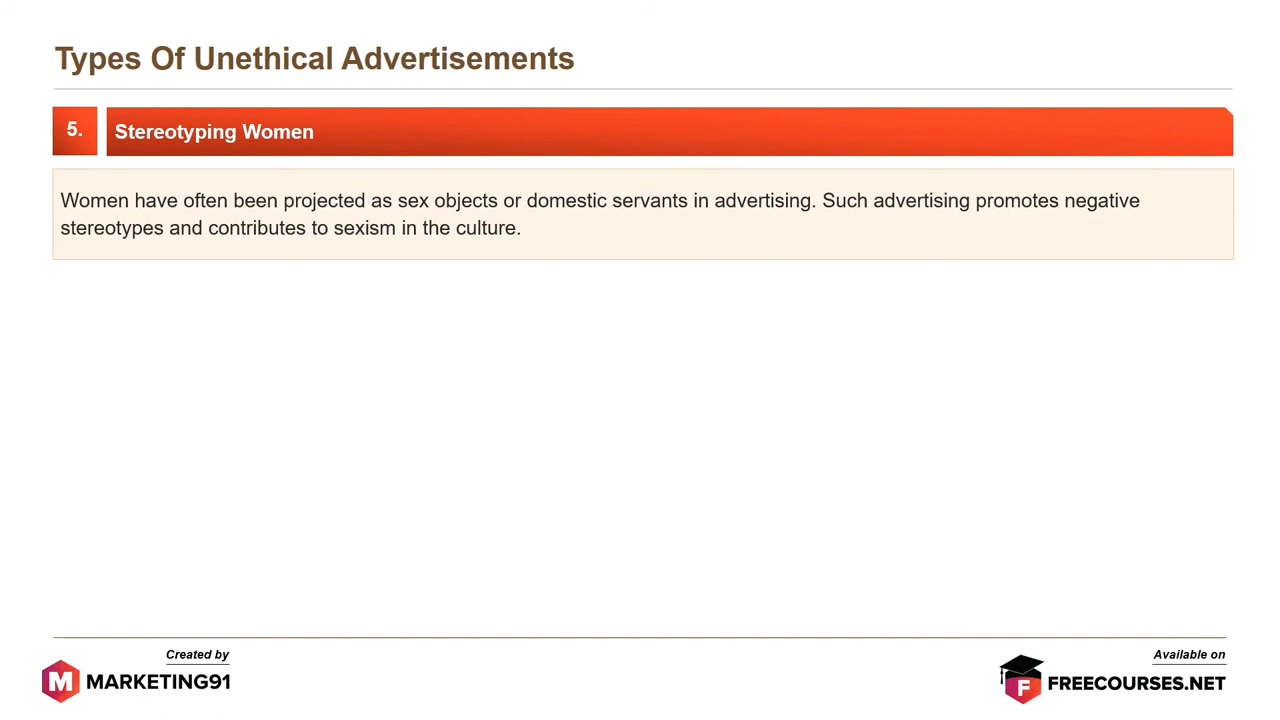 Types Of Unethical Advertisements
5.
Stereotyping Women
Women have often been projected as sex objects or domestic servants in advertising. Such advertising promotes negative
stereotypes and contributes to sexism in the culture.
Created by
M MARKETING91
Available on
F FREECOURSES.NET